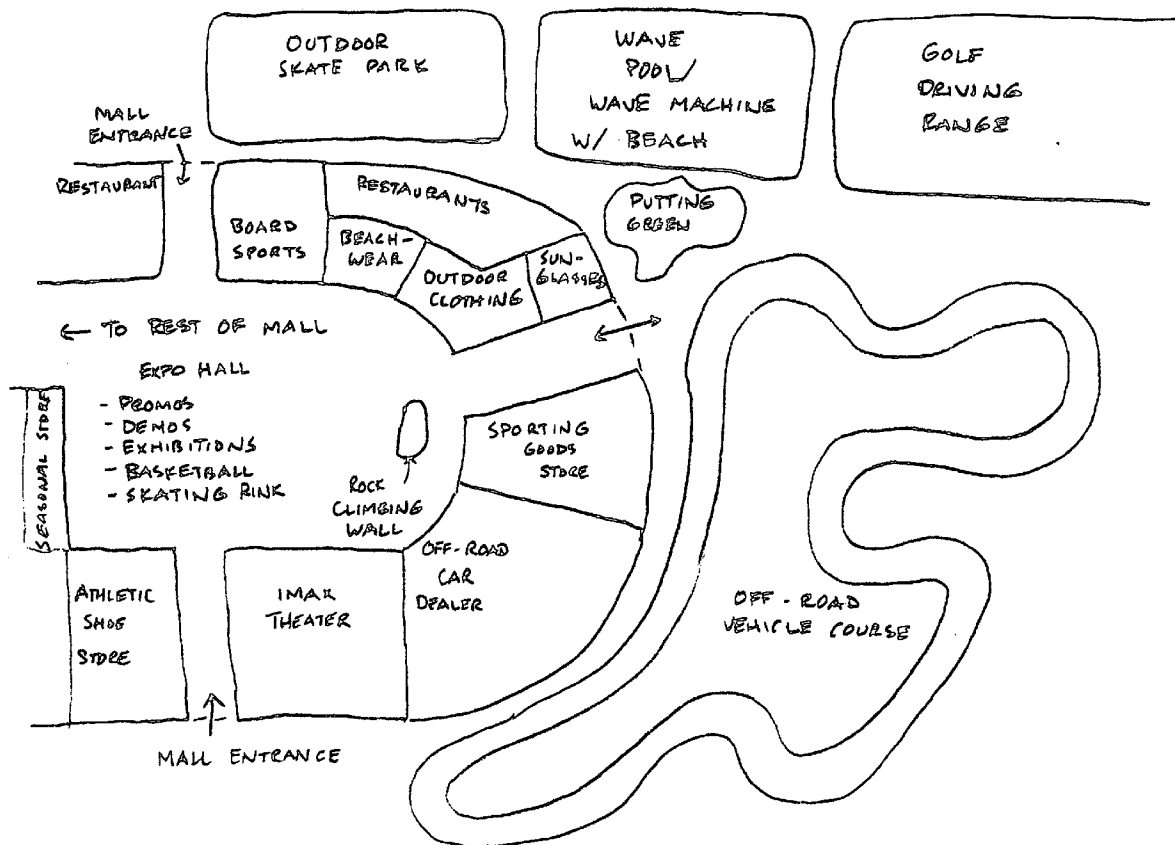 OUTDOOR
SKATE PARK
WAVE
POOL/
WAVE MACHINE
W/ BEACH
GOLF
DRIVING
RANGE
MALL
ENTRANCE
RESTAURANT
BOARD
SPORTS
RESTAURANTS
BEACH-
WEAR
OUTDOOR
CLOTHING
SUN-
GLASSES
PUTTING
GREEN
← TO REST OF MALL
EXPO HALL
- PROMOS
- DEMOS
- EXHIBITIONS
- BASKETBALL
- SKATING RINK
SEASONAL STORE
ROCK
CLIMBING
WALL
SPORTING
GOODS
STORE
OFF-ROAD
CAR
DEALER
ATHLETIC
SHOE
STORE
IMAX
THEATER
OFF-ROAD
VEHICLE COURSE
MALL ENTRANCE